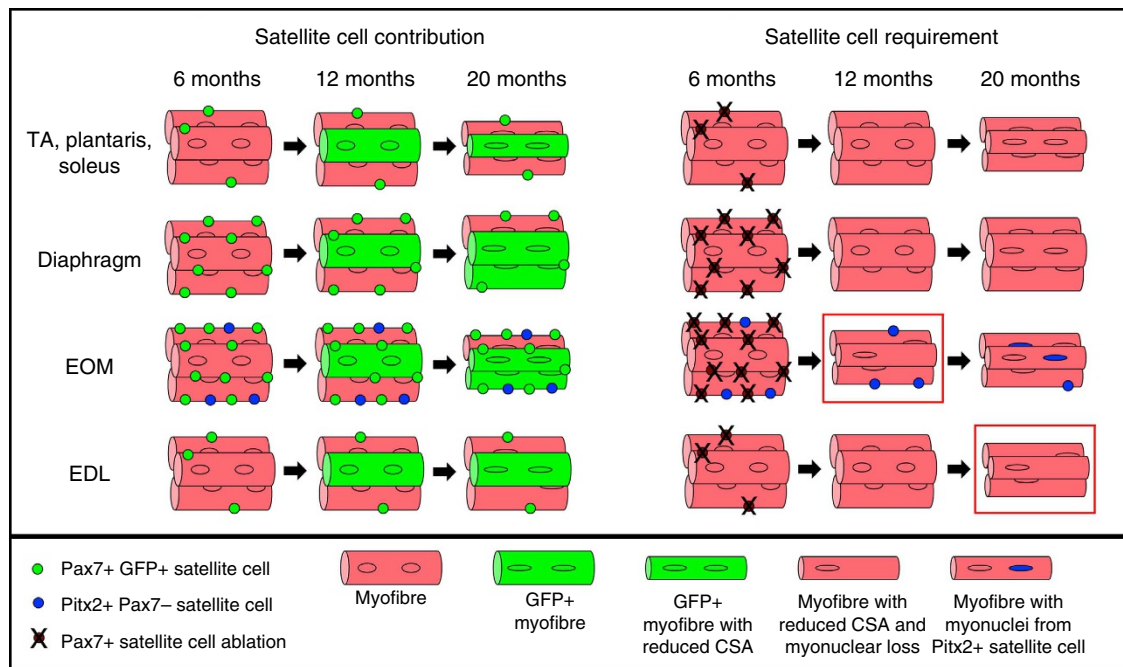 Satellite cell contribution
Satellite cell requirement
6 months
12 months
20 months
6 months
12 months
20 months
TA, plantaris,
soleus
Diaphragm
EOM
EDL
Pax7+ GFP+ satellite cell
Pitx2+ Pax7– satellite cell
Pax7+ satellite cell ablation
Myofibre
GFP+
myofibre
GFP+
myofibre with
reduced CSA
Myofibre with
reduced CSA and
myonuclear loss
Myofibre with
myonuclei from
Pitx2+ satellite cell